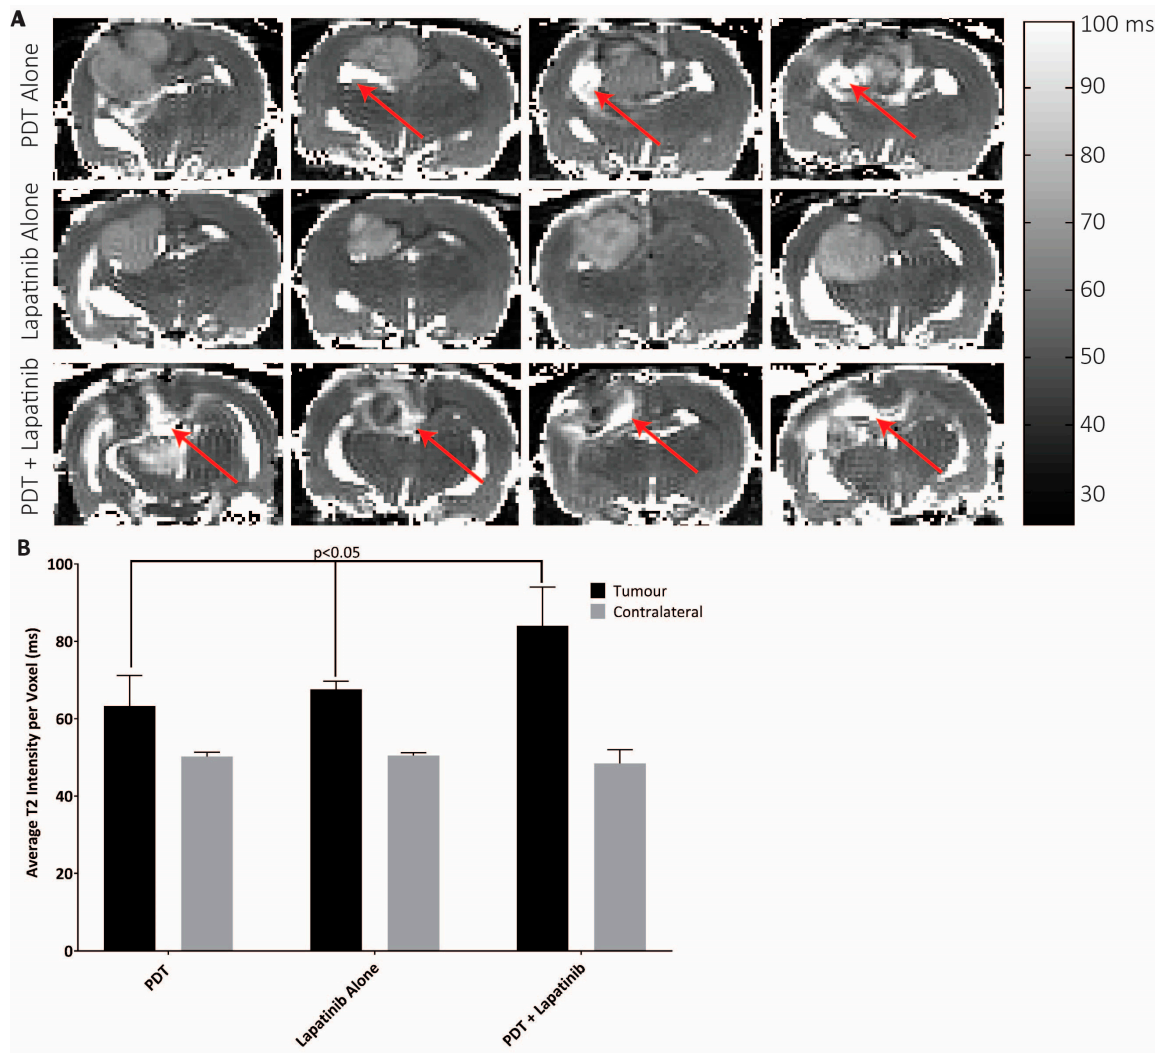 A
PDT Alone
Lapatinib Alone
PDT + Lapatinib
100 ms
90
80
70
60
50
40
30
B
p<0.05
Tumour
Contralateral
Average T2 Intensity per Voxel (ms)
100
80
60
40
20
0
PDT
Lapatinib Alone
PDT + Lapatinib